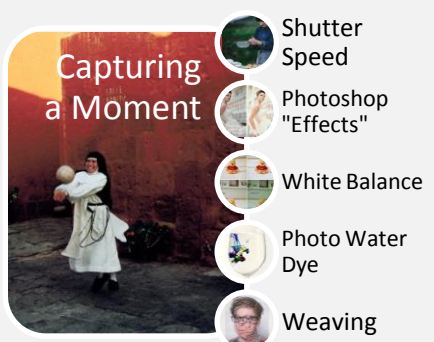 Capturing
a Moment
Shutter
Speed
Photoshop
"Effects"
White Balance
Photo Water
Dye
Weaving